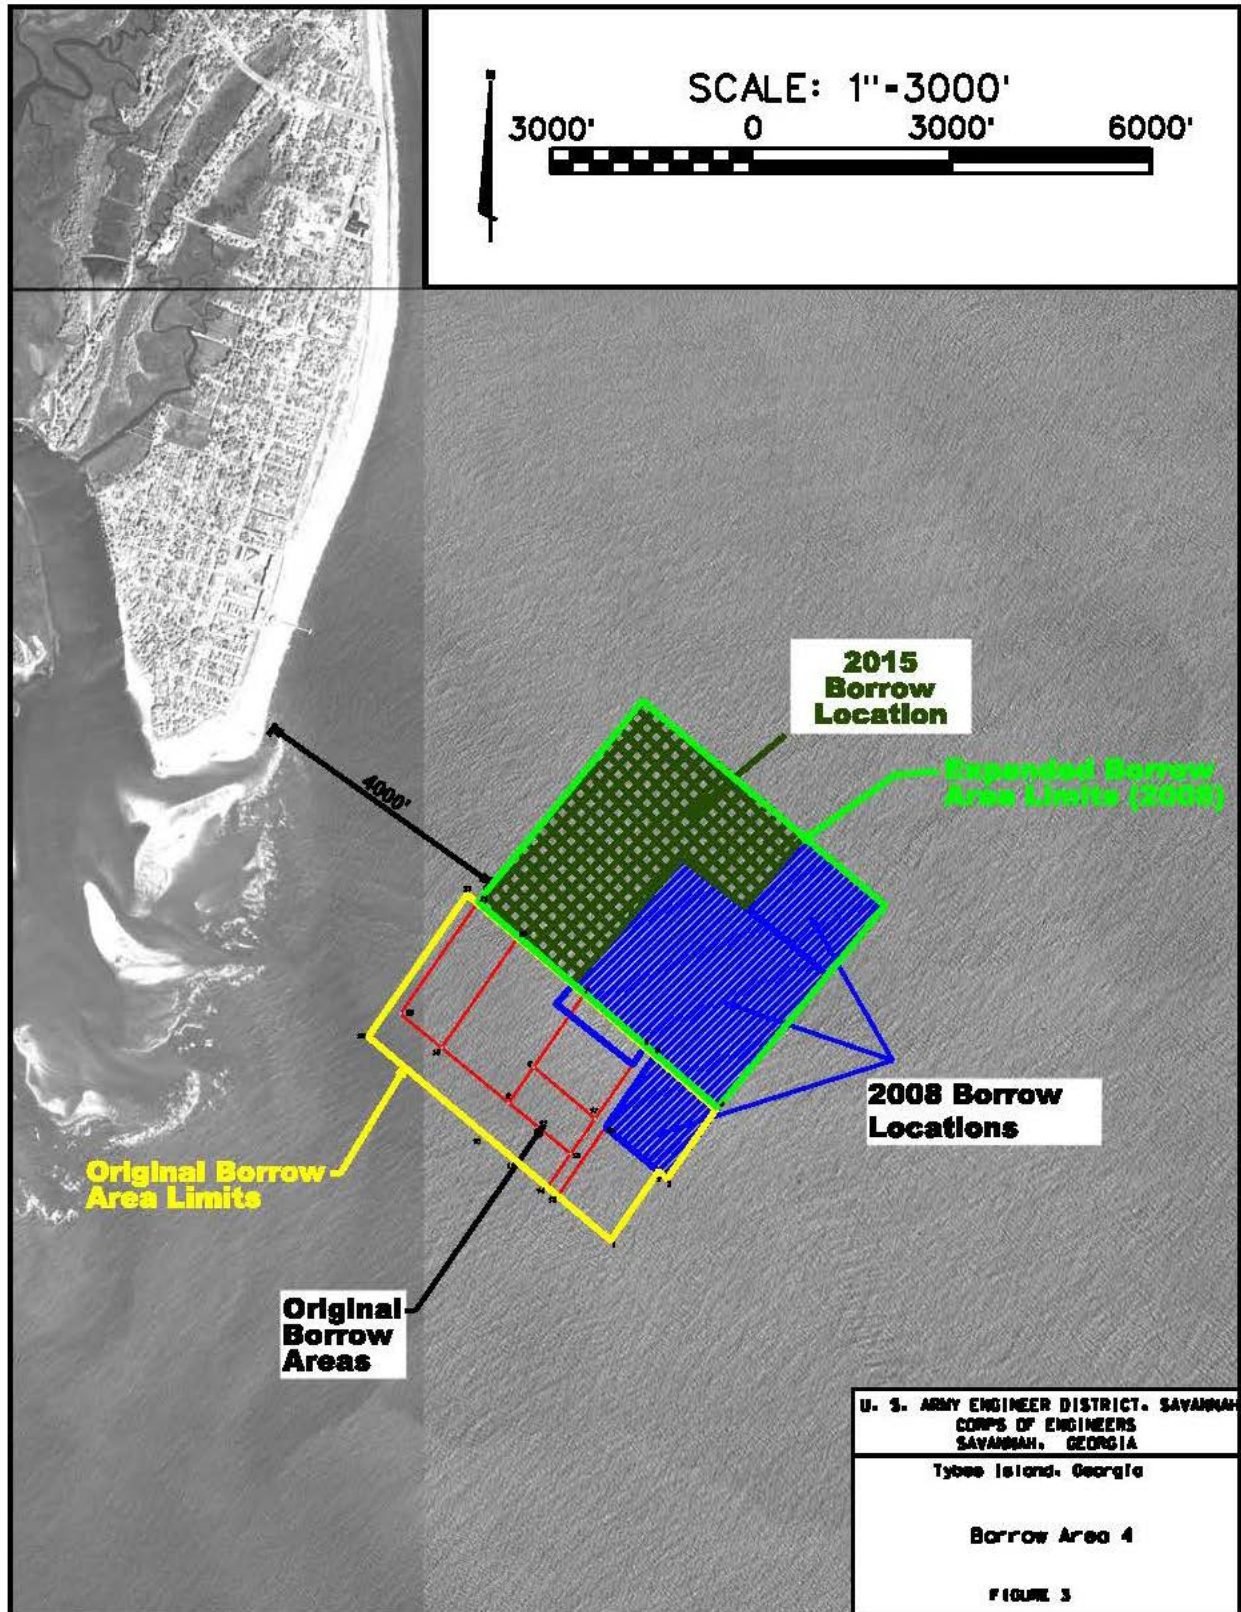 SCALE: 1"-3000'
3000' 0 3000' 6000'
2015
Borrow
Location
Expanded Borrow
Area Limits (2008)
4000'
2008 Borrow
Locations
Original Borrow
Area Limits
Original
Borrow
Areas
U. S. ARMY ENGINEER DISTRICT. SAVANNAH
CORPS OF ENGINEERS
SAVANNAH. GEORGIA
Tybee Island. Georgia
Borrow Area 4
FIGURE 3